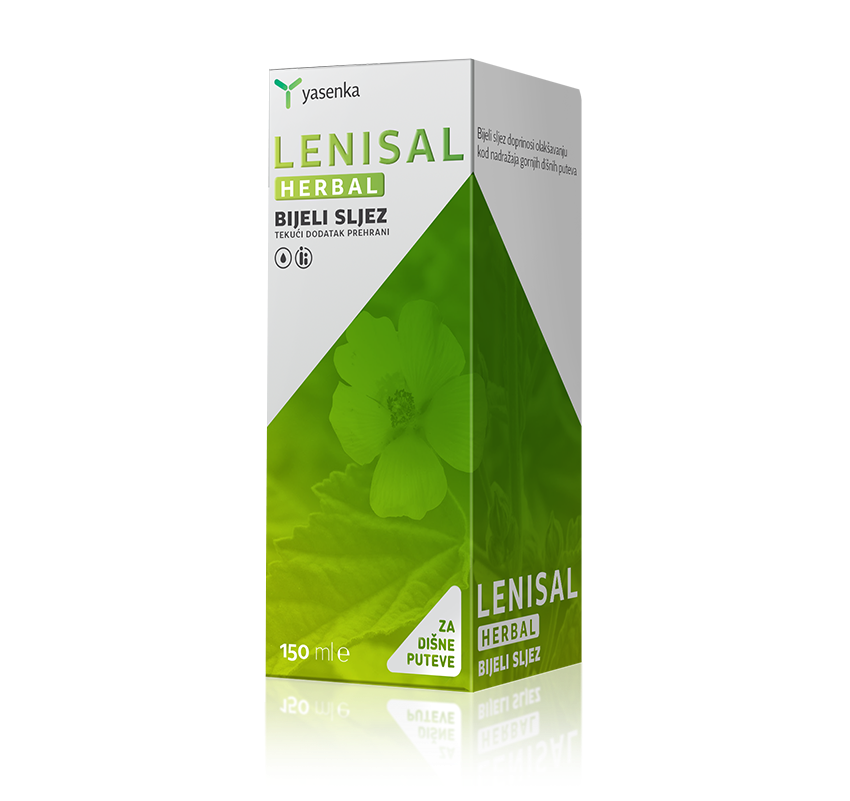 yasenka
LENISAL
HERBAL
BIJELI SLJEZ
TEKUĆI DODATAK PREHRANI
150 ml e
ZA
DIŠNE
PUTEVE
Bijeli sljez doprinosi olakšavanju
kod nadražaja gornjih dišnih puteva
LENISAL
HERBAL
BIJELI SLJEZ